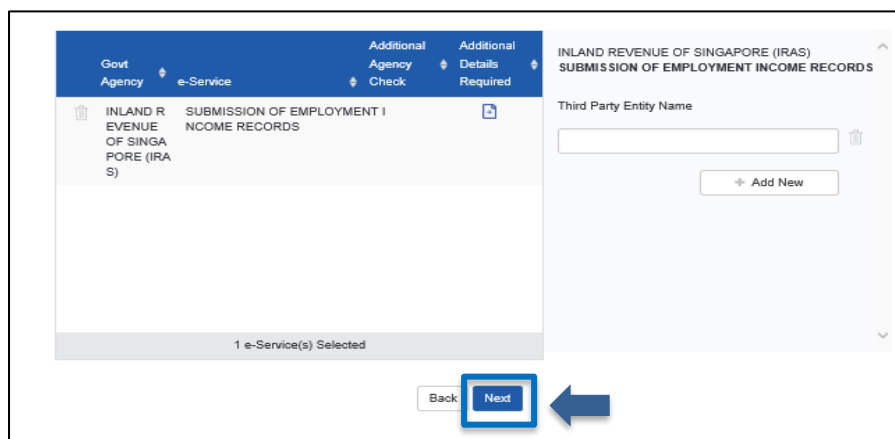 Govt
Agency
e-Service
Additional
Agency
Check
Additional
Details
Required
INLAND R
EVENUE
OF SINGA
PORE (IRA
S)
SUBMISSION OF EMPLOYMENT I
NCOME RECORDS
1 e-Service(s) Selected
INLAND REVENUE OF SINGAPORE (IRAS)
SUBMISSION OF EMPLOYMENT INCOME RECORDS
Third Party Entity Name
+ Add New
Back
Next